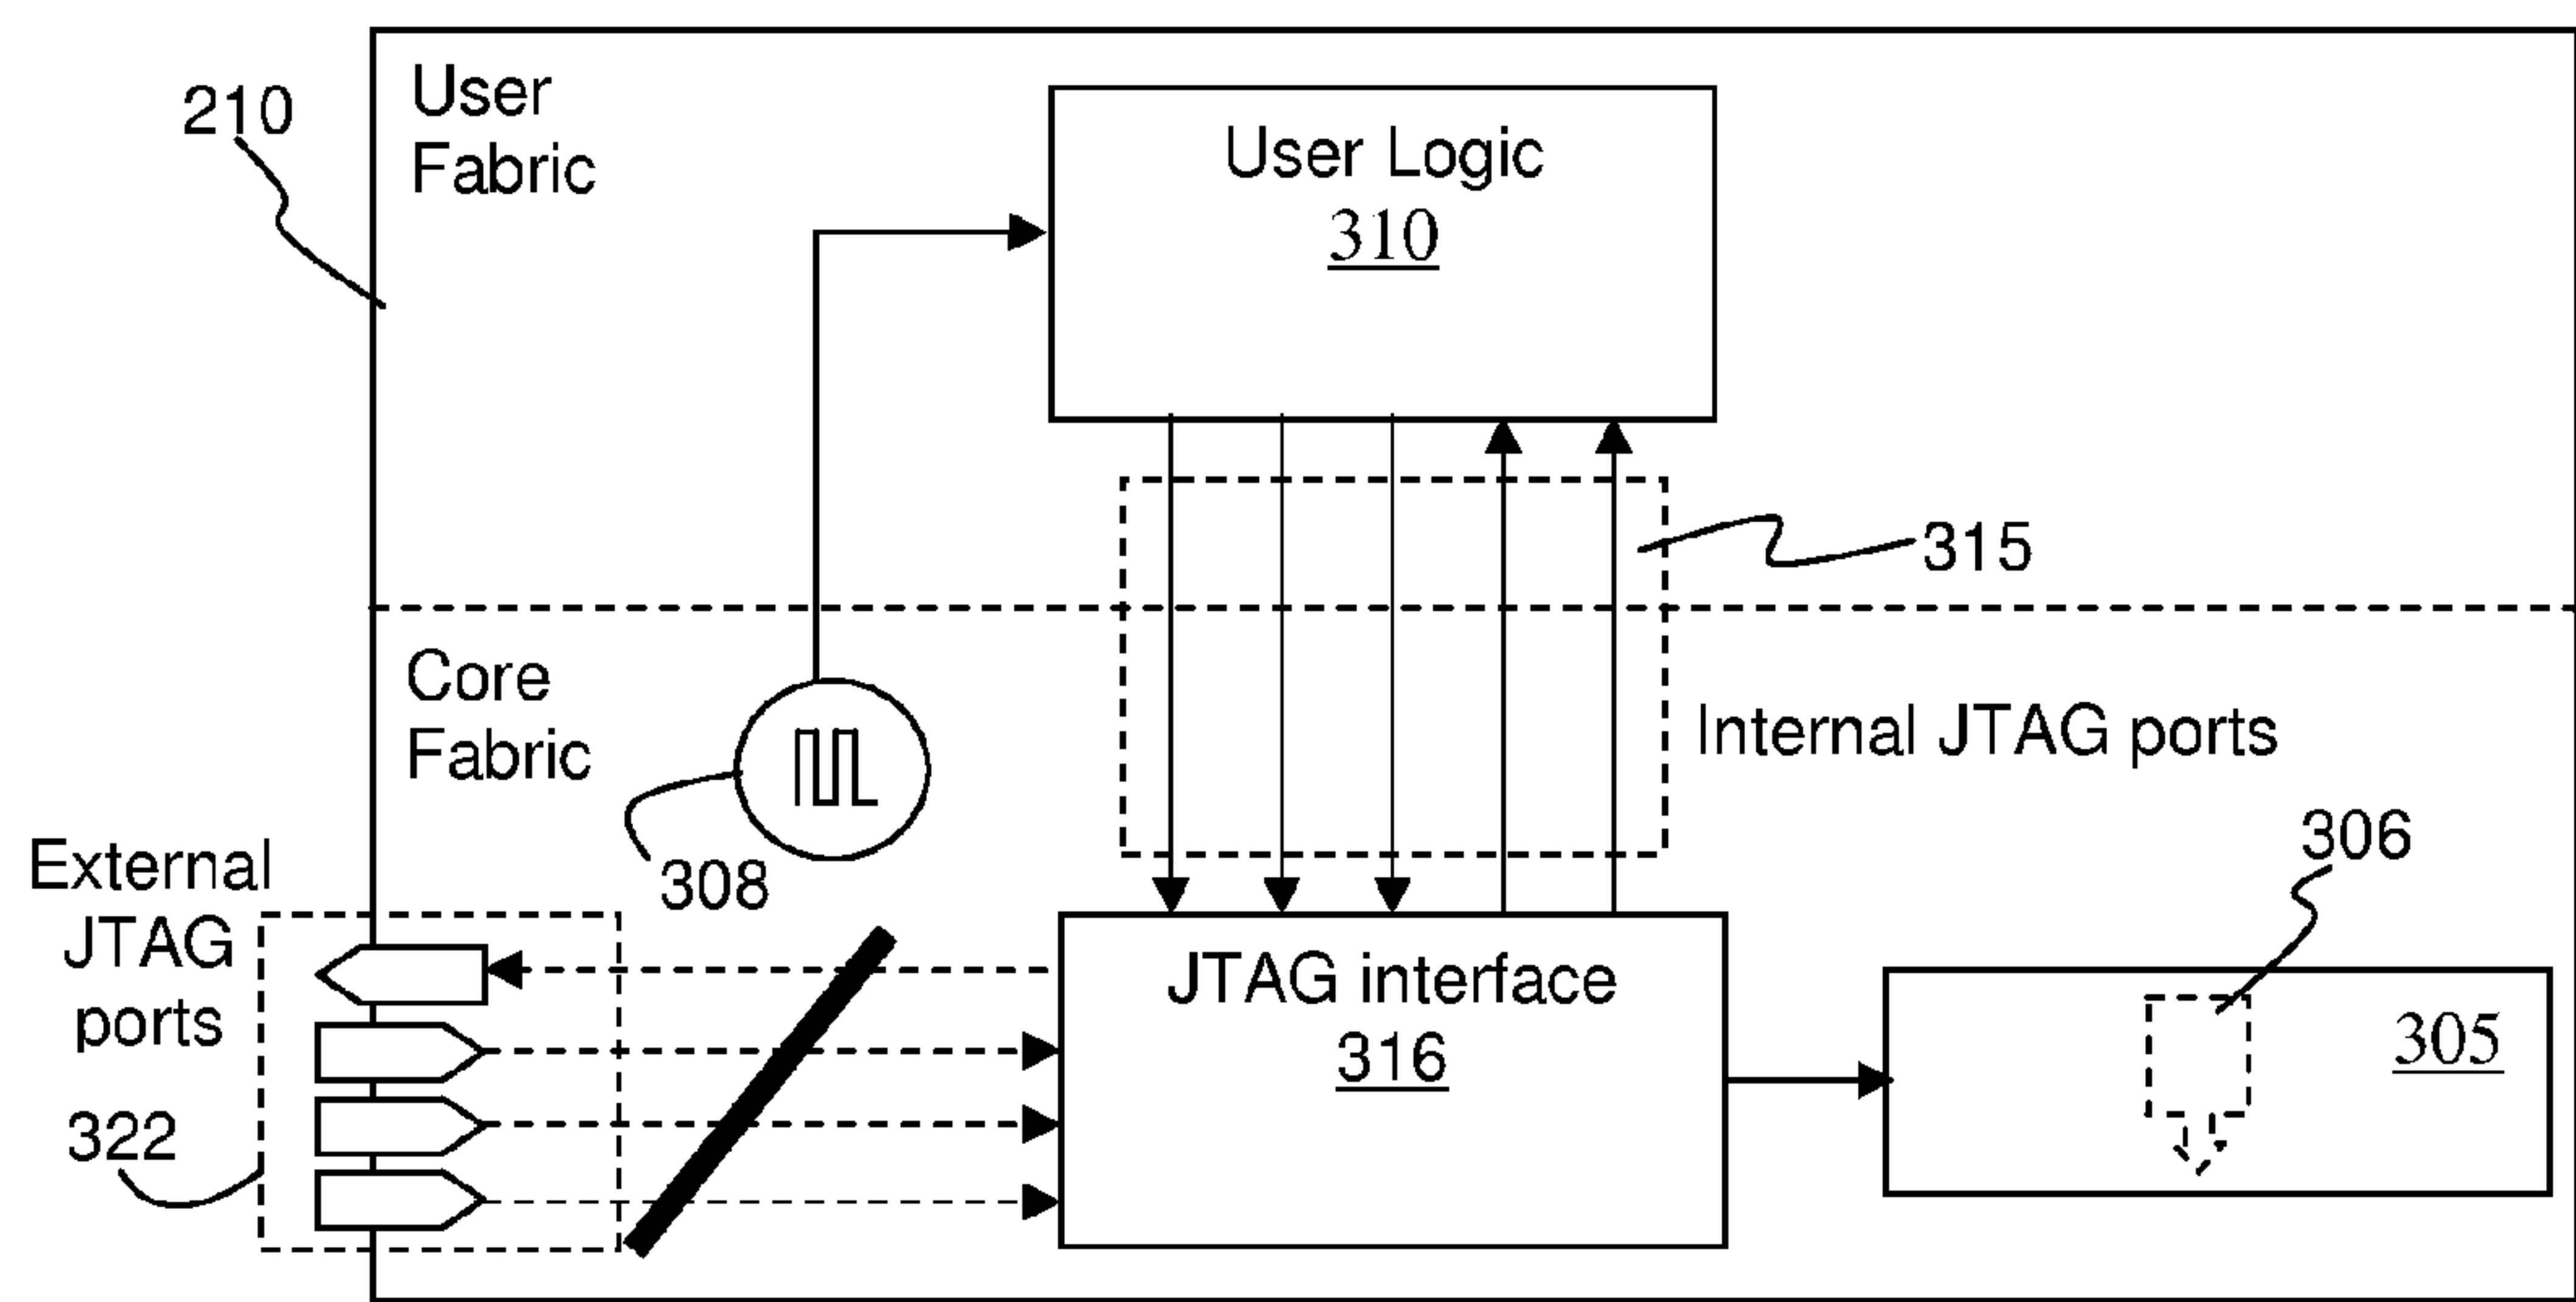 210
User
Fabric
User Logic
310
315
Core
Fabric
Internal JTAG ports
308
306
External
JTAG
ports
JTAG interface
316
305
322